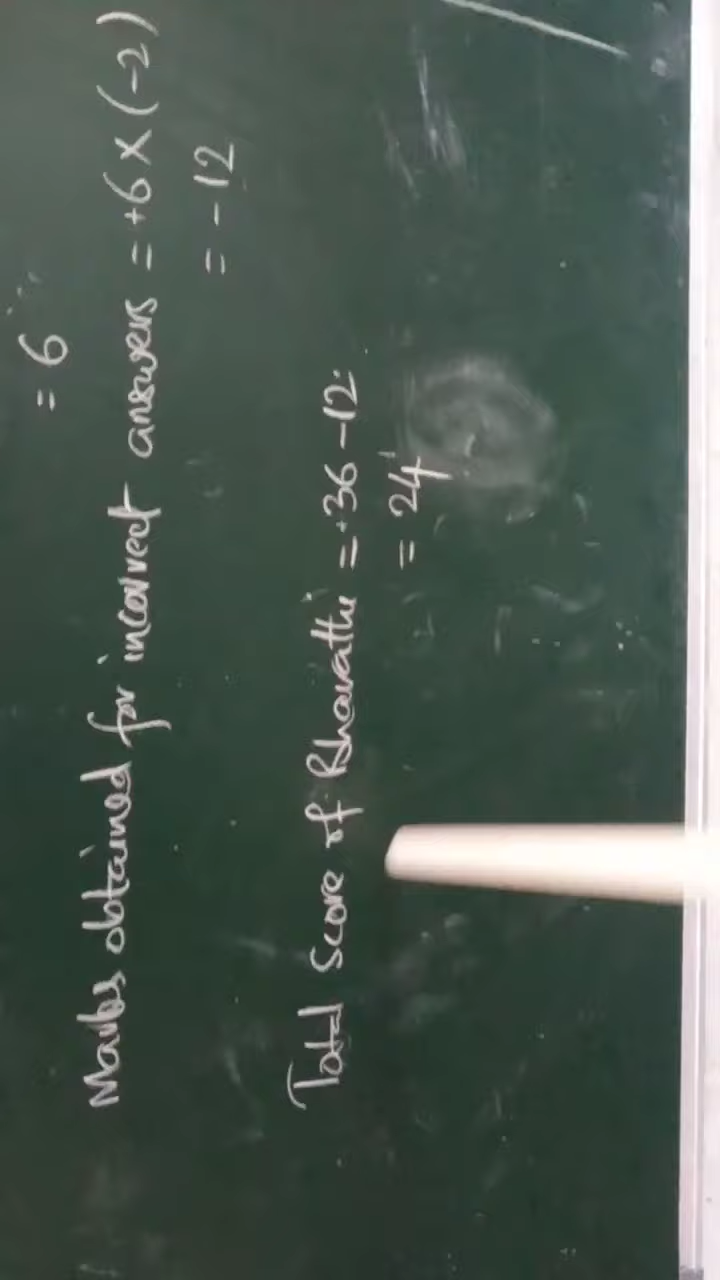 = 6
Marks obtained for incorrect answers = +6 × (-2)
= -12
Total score of Bharathi = +36 -12
= 24